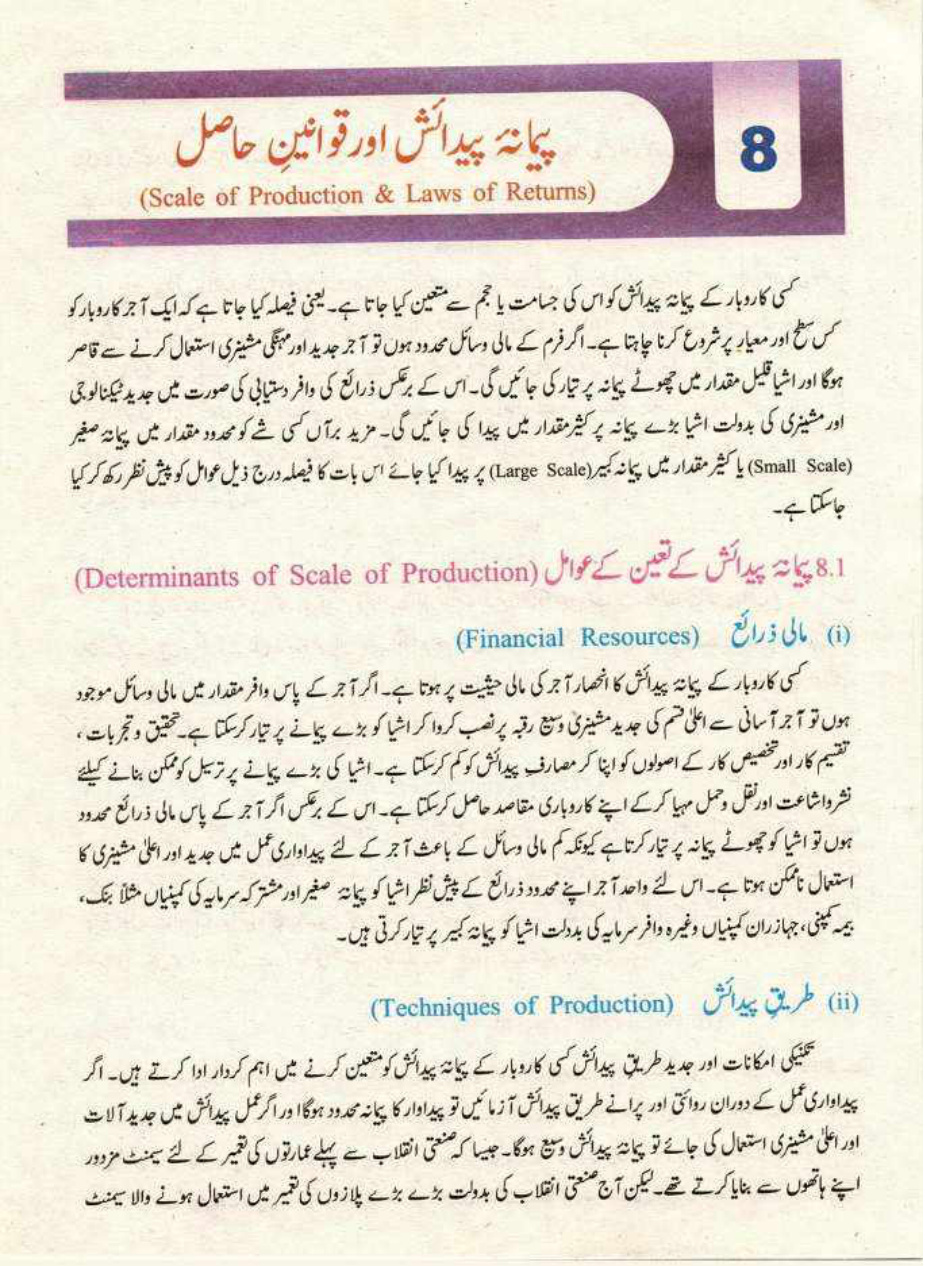 8
پیمانۂ پیدائش اور قوانینِ حاصل
(Scale of Production & Laws of Returns)
کسی کاروبار کے پیمانۂ پیدائش کو اس کی جسامت یا حجم سے متعین کیا جاتا ہے۔ یعنی فیصلہ کیا جاتا ہے کہ ایک آجر کاروبار کو
کس سطح اور معیار پر شروع کرنا چاہتا ہے۔ اگر فرم کے مالی وسائل محدود ہوں تو آجر جدید اور مہنگی مشینری استعمال کرنے سے قاصر
ہوگا اور اشیا قلیل مقدار میں چھوٹے پیمانہ پر تیار کی جائیں گی۔ اس کے برعکس ذرائع کی وافر دستیابی کی صورت میں جدید ٹیکنالوجی
اور مشینری کی بدولت اشیا بڑے پیمانہ پر کثیر مقدار میں پیدا کی جائیں گی۔ مزید برآں کسی شے کو محدود مقدار میں پیمانۂ صغیر
(Small Scale) یا کثیر مقدار میں پیمانہ کبیر (Large Scale) پر پیدا کیا جائے اس بات کا فیصلہ درج ذیل عوامل کو پیش نظر رکھ کر کیا
جاسکتا ہے۔
8.1 پیمانۂ پیدائش کے تعین کے عوامل (Determinants of Scale of Production)
(i) مالی ذرائع (Financial Resources)
کسی کاروبار کے پیمانۂ پیدائش کا انحصار آجر کی مالی حیثیت پر ہوتا ہے۔ اگر آجر کے پاس وافر مقدار میں مالی وسائل موجود
ہوں تو آجر آسانی سے اعلیٰ قسم کی جدید مشینری وسیع رقبہ پر نصب کروا کر اشیا کو بڑے پیمانے پر تیار کرسکتا ہے۔ تحقیق و تجربات ،
تقسیم کار اور تخصیص کار کے اصولوں کو اپنا کر مصارفِ پیدائش کو کم کرسکتا ہے۔ اشیا کی بڑے پیمانے پر ترسیل کو ممکن بنانے کیلئے
نشرواشاعت اور نقل وحمل مہیا کرکے اپنے کاروباری مقاصد حاصل کرسکتا ہے۔ اس کے برعکس اگر آجر کے پاس مالی ذرائع محدود
ہوں تو اشیا کو چھوٹے پیمانہ پر تیار کرتا ہے کیونکہ کم مالی وسائل کے باعث آجر کے لئے پیداواری عمل میں جدید اور اعلیٰ مشینری کا
استعمال ناممکن ہوتا ہے۔ اس لئے واحد آجر اپنے محدود ذرائع کے پیش نظر اشیا کو پیمانۂ صغیر اور مشترکہ سرمایہ کی کمپنیاں مثلاً بنک،
بیمہ کمپنی، جہازران کمپنیاں وغیرہ وافر سرمایہ کی بددلت اشیا کو پیمانۂ کبیر پر تیار کرتی ہیں۔
(ii) طریقِ پیدائش (Techniques of Production)
تکنیکی امکانات اور جدید طریقِ پیدائش کسی کاروبار کے پیمانۂ پیدائش کو متعین کرنے میں اہم کردار ادا کرتے ہیں۔ اگر
پیداواری عمل کے دوران روائتی اور پرانے طریق پیدائش آزمائیں تو پیداوار کا پیمانہ محدود ہوگا اور اگر عمل پیدائش میں جدید آلات
اور اعلیٰ مشینری استعمال کی جائے تو پیمانۂ پیدائش وسیع ہوگا۔ جیسا کہ صنعتی انقلاب سے پہلے عمارتوں کی تعمیر کے لئے سیمنٹ مزدور
اپنے ہاتھوں سے بنایا کرتے تھے۔ لیکن آج صنعتی انقلاب کی بدولت بڑے بڑے پلازوں کی تعمیر میں استعمال ہونے والا سیمنٹ